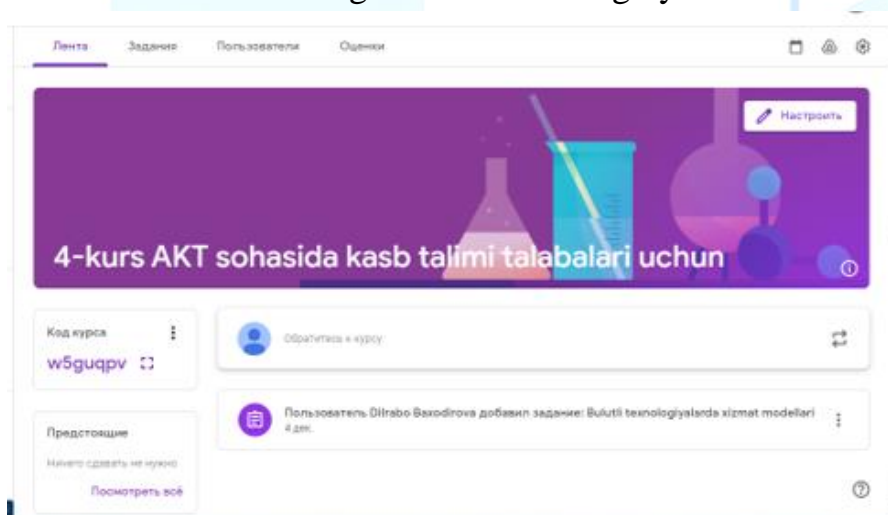 Лента Задания Пользователи Оценки
Настроить
4-kurs AKT sohasida kasb talimi talabalari uchun
Код курса
w5guqpv
Обратитесь к курсу
Пользователь Dilrabo Baxodirova добавил задание: Bulutli texnologiyalarda xizmat modellari
4 дек.
Предстоящие
Ничего сдавать не нужно
Посмотреть всё